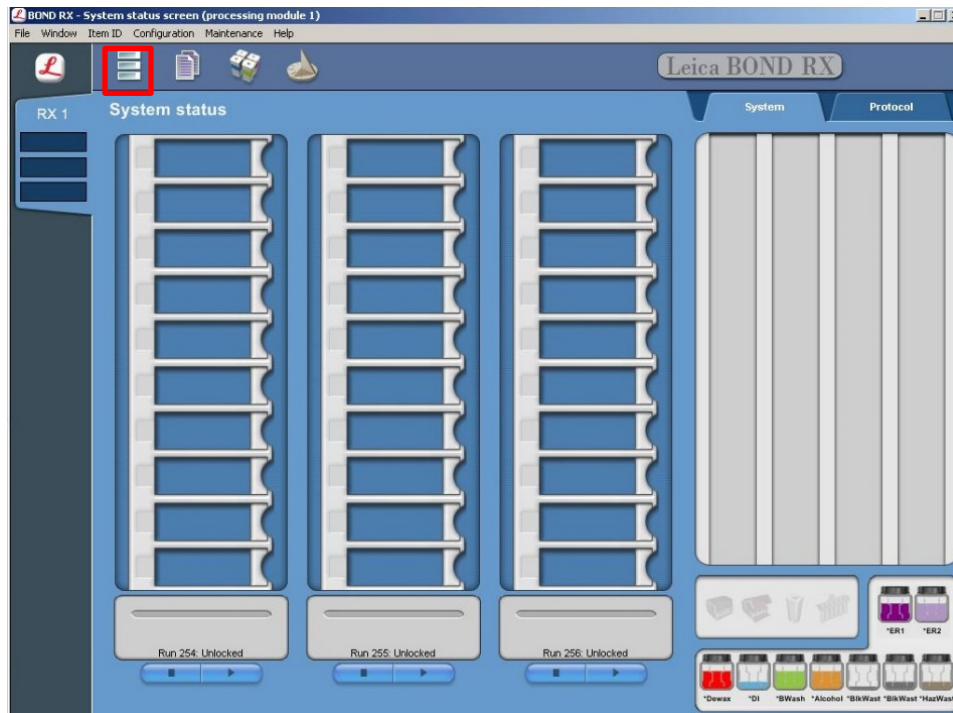 BOND RX - System status screen (processing module 1)
File Window Item ID Configuration Maintenance Help
Leica BOND RX
RX 1
System status
System
Protocol
Run 254: Unlocked
Run 255: Unlocked
Run 256: Unlocked
*ER1 *ER2
*Dewax *DI *BWash *Alcohol *BlkWast *BlkWast *HazWast